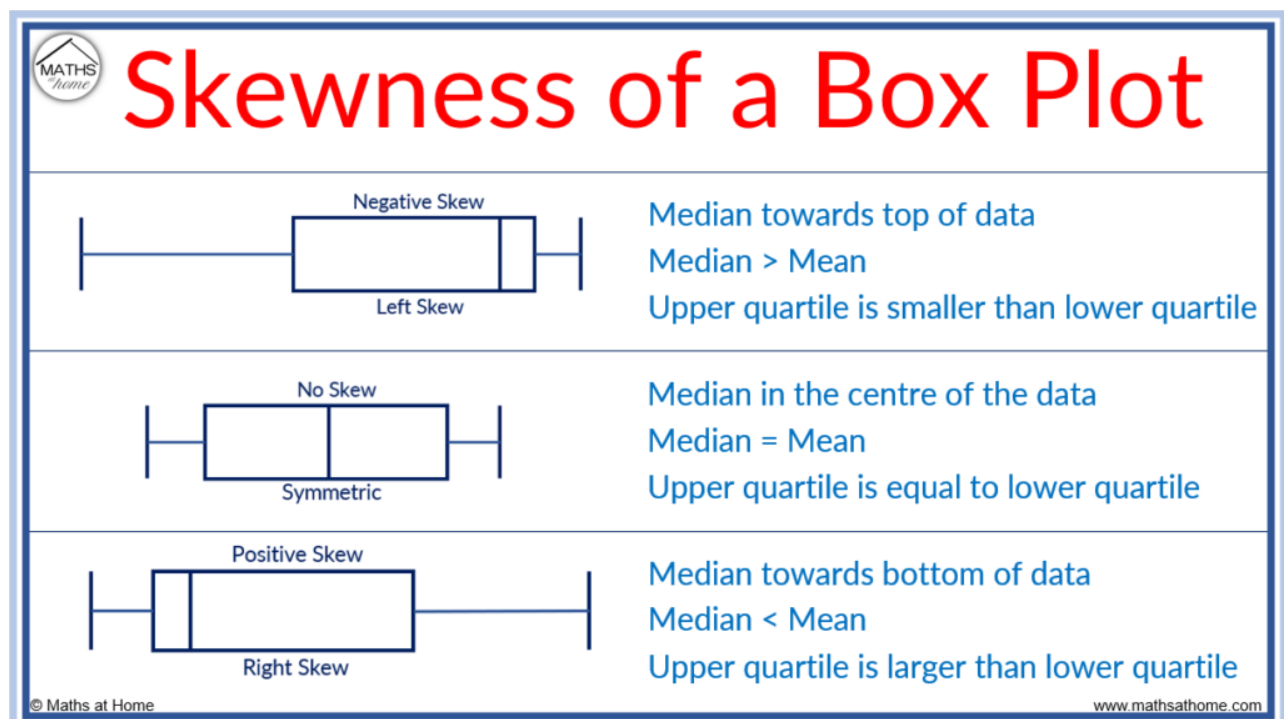 MATHS
at
home
Skewness of a Box Plot
Negative Skew
Left Skew
Median towards top of data
Median > Mean
Upper quartile is smaller than lower quartile
No Skew
Symmetric
Median in the centre of the data
Median = Mean
Upper quartile is equal to lower quartile
Positive Skew
Right Skew
Median towards bottom of data
Median < Mean
Upper quartile is larger than lower quartile
© Maths at Home
www.mathsathome.com